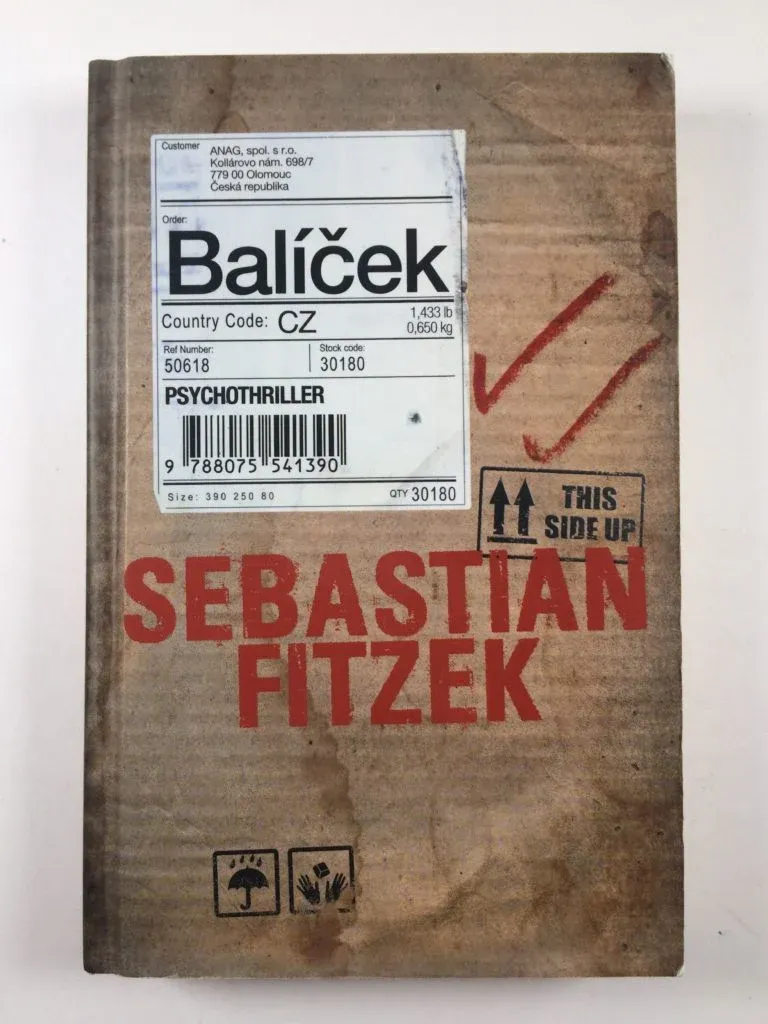 Customer
ANAG, spol. s r.o.
Kollárovo nám. 698/7
779 00 Olomouc
Česká republika
Order:
Balíček
Country Code: CZ
1,433 lb
0,650 kg
Ref Number:
50618
Stock code:
30180
PSYCHOTHRILLER
9 788075 541390
Size: 390 250 80
QTY 30180
THIS
SIDE UP
SEBASTIAN
FITZEK